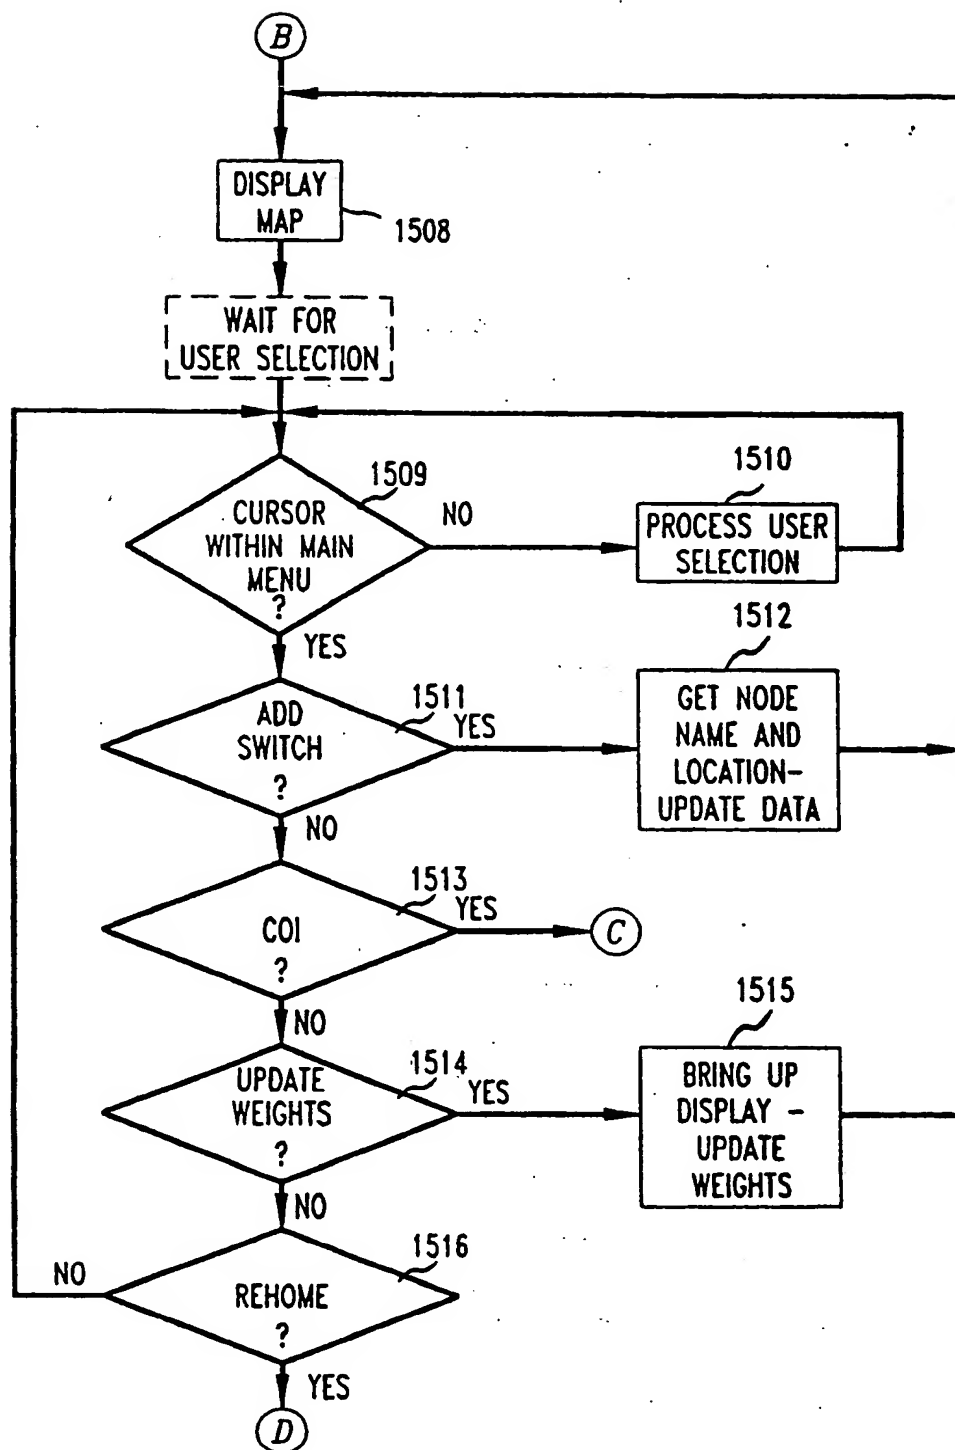 B
DISPLAY
MAP
1508
WAIT FOR
USER SELECTION
1509
CURSOR
WITHIN MAIN
MENU
?
NO
1510
PROCESS USER
SELECTION
YES
1511
ADD
SWITCH
?
YES
1512
GET NODE
NAME AND
LOCATION-
UPDATE DATA
NO
1513
COI
?
YES
C
NO
1514
UPDATE
WEIGHTS
?
YES
1515
BRING UP
DISPLAY -
UPDATE
WEIGHTS
NO
1516
REHOME
?
NO
YES
D